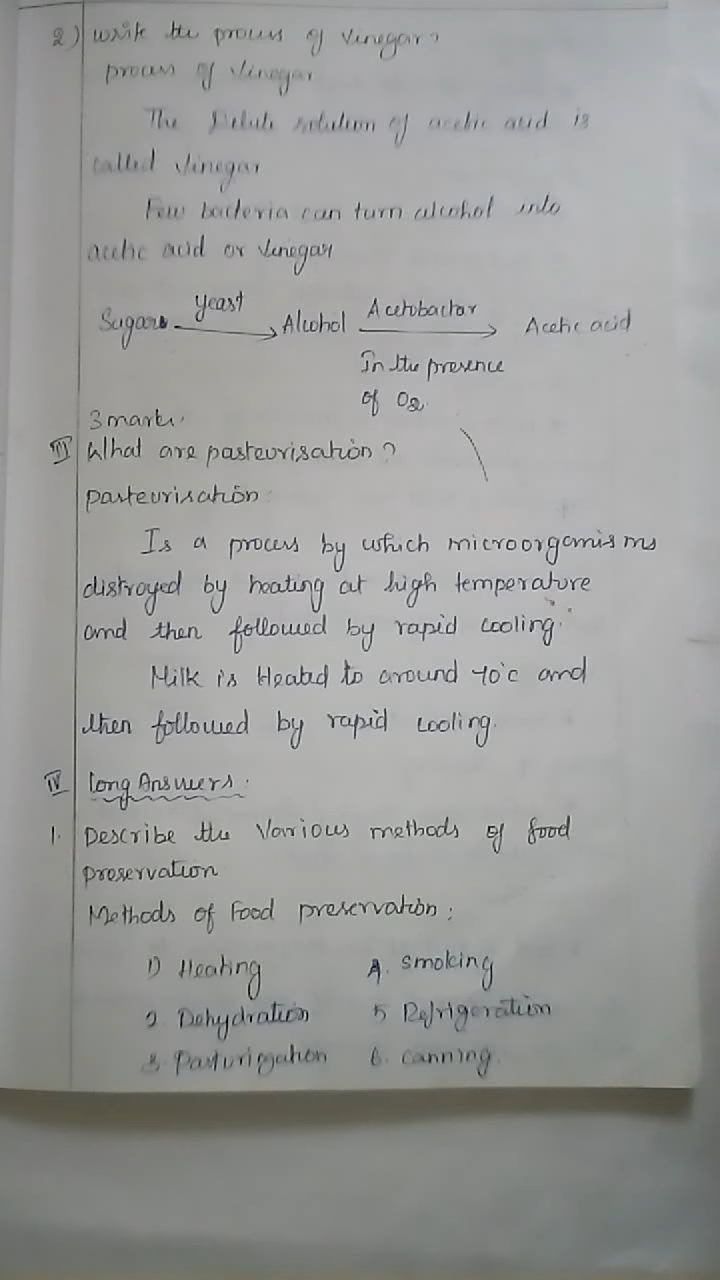 2) write the process of vinegar?
process of vinegar
The Dilute solution of acetic acid is
called vinegar
Few bacteria can turn alcohol into
acetic acid or vinegar
Sugar yeast Alcohol Acetobactor Acetic acid
In the presence
of O2.
3 marks.
III What are pasteurisation?
pasteurisation:
Is a process by which microorganisms
distroyed by heating at high temperature
and then followed by rapid cooling.
Milk is Heated to around 70°c and
then followed by rapid cooling.
IV Long Answers:
1. Describe the Various methods of food
preservation
Methods of Food preservation:
1) Heating 4. smoking
2 Dehydration 5 Refrigeration
3. Pasturization 6. canning.